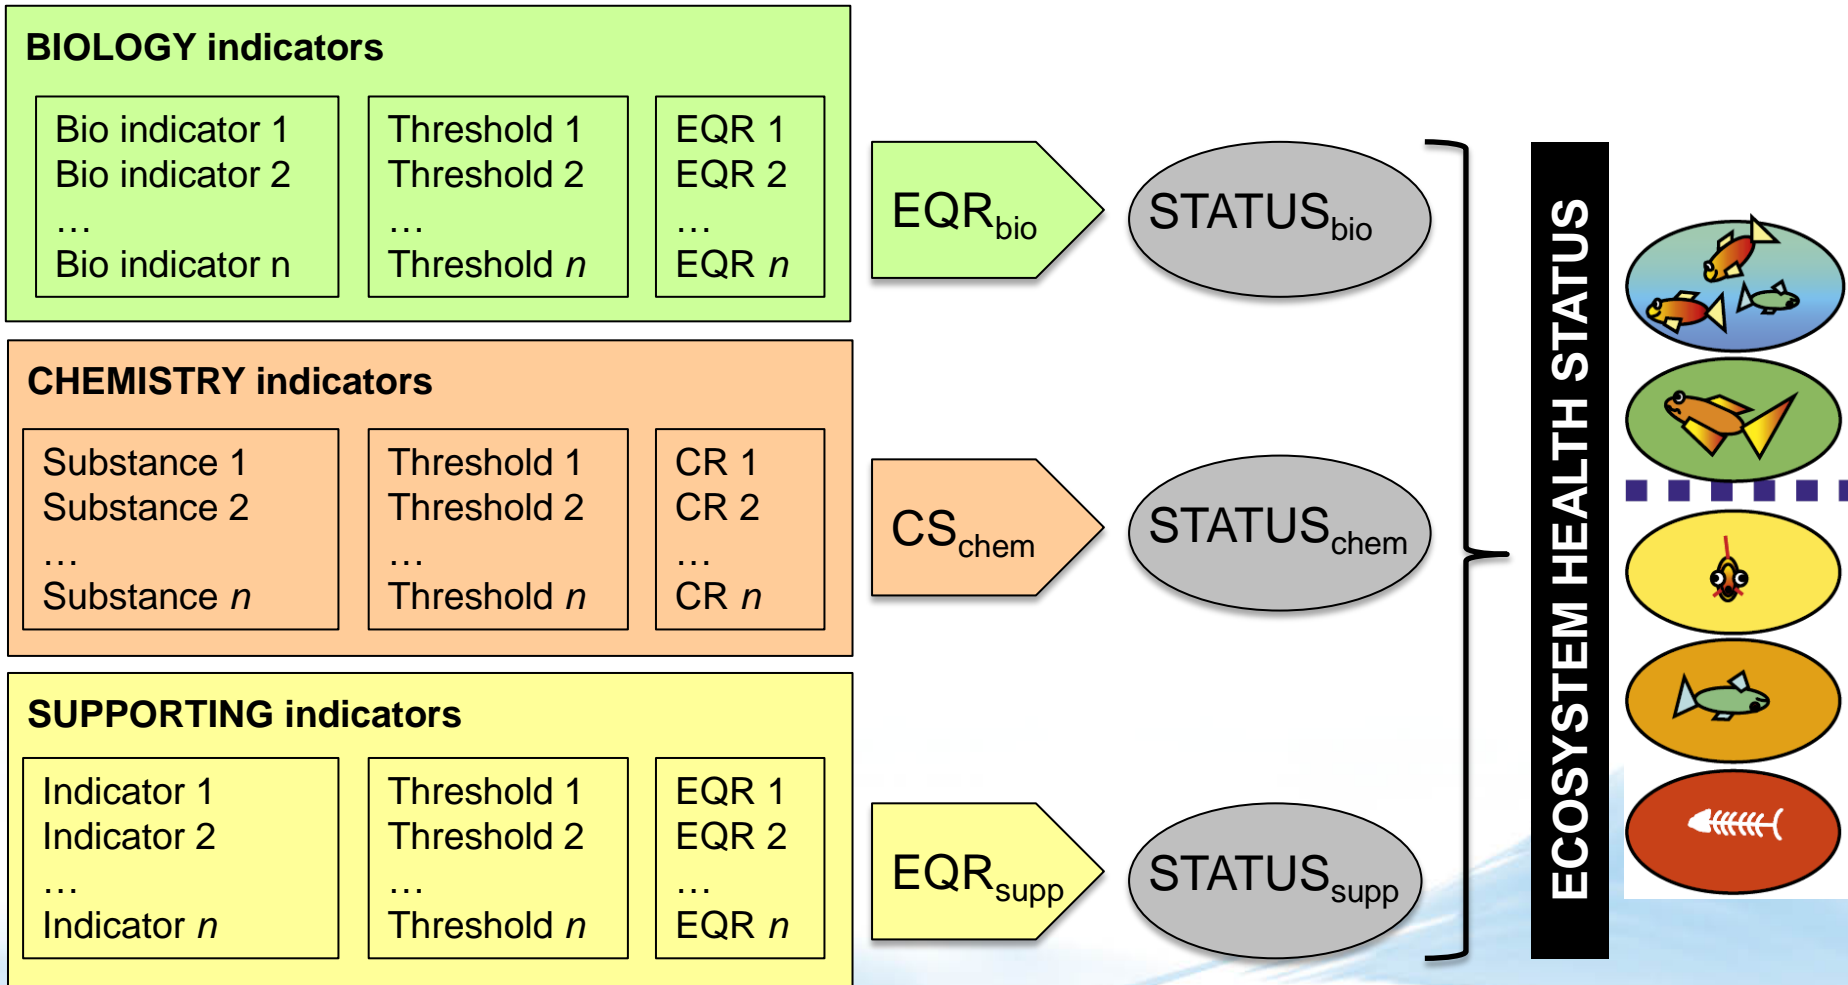 BIOLOGY indicators
Bio indicator 1
Bio indicator 2
…
Bio indicator n
Threshold 1
Threshold 2
…
Threshold n
EQR 1
EQR 2
…
EQR n
EQRbio
STATUSbio
CHEMISTRY indicators
Substance 1
Substance 2
…
Substance n
Threshold 1
Threshold 2
…
Threshold n
CR 1
CR 2
…
CR n
CSchem
STATUSchem
SUPPORTING indicators
Indicator 1
Indicator 2
…
Indicator n
Threshold 1
Threshold 2
…
Threshold n
EQR 1
EQR 2
…
EQR n
EQRsupp
STATUSsupp
ECOSYSTEM HEALTH STATUS